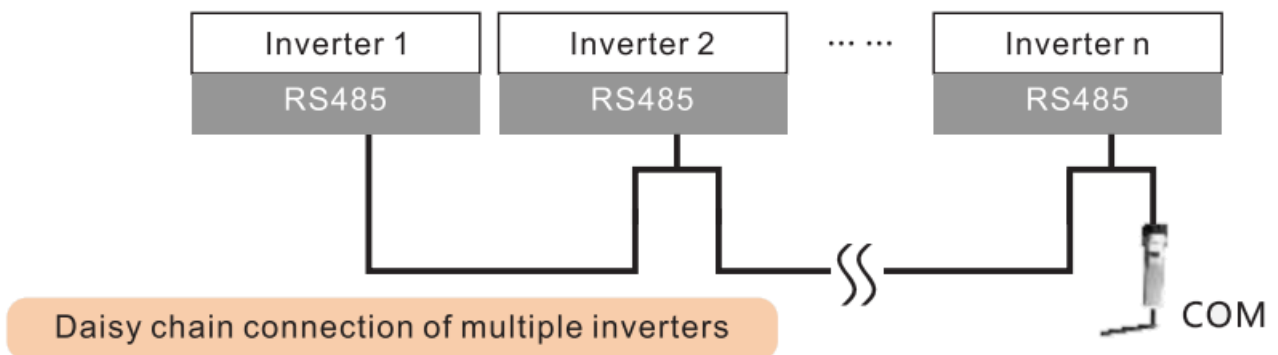 Inverter 1
Inverter 2
... ...
Inverter n
RS485
RS485
RS485
COM
Daisy chain connection of multiple inverters